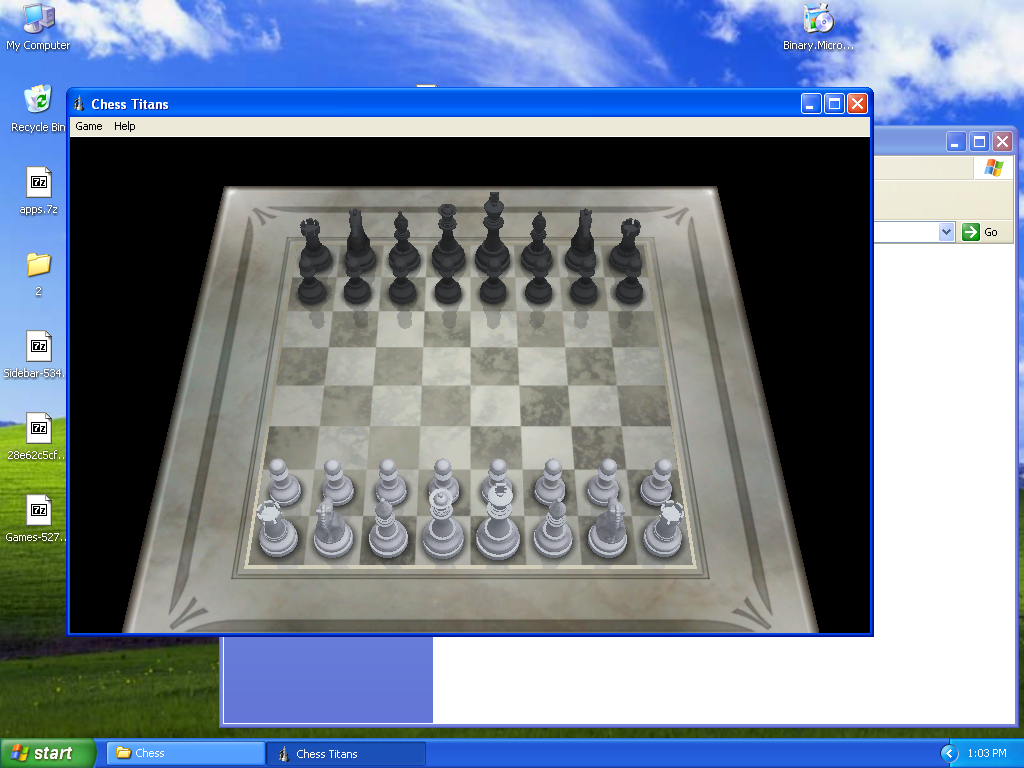 My Computer
Binary.Micro...
Recycle Bin
Chess Titans
Game Help
apps.7z
Go
2
Sidebar-534.
28e62c5cf..
Games-527..
start
Chess
Chess Titans
1:03 PM